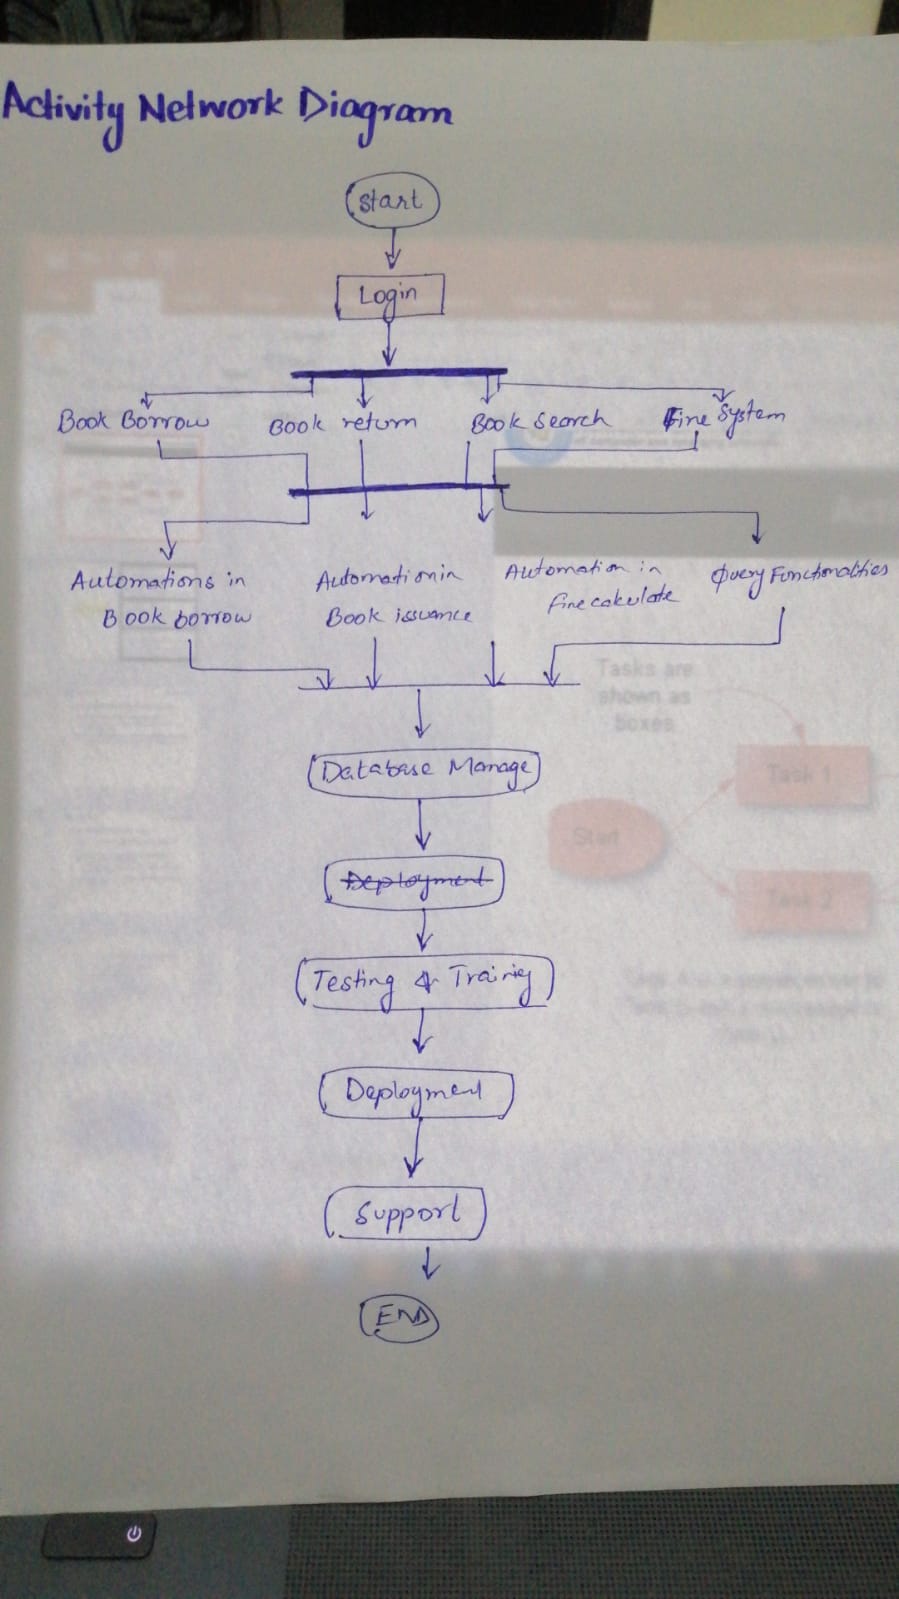 Activity Network Diagram
Start
Login
Book Borrow
Book return
Book Search
Fine System
Automations in
Book borrow
Automation in
Book issuance
Automation in
fine calculate
Query Functionalities
Tasks are
shown as
boxes
Task 1
Start
Task 2
Database Manage
Deployment
Testing & Trainig
Deployment
Support
END